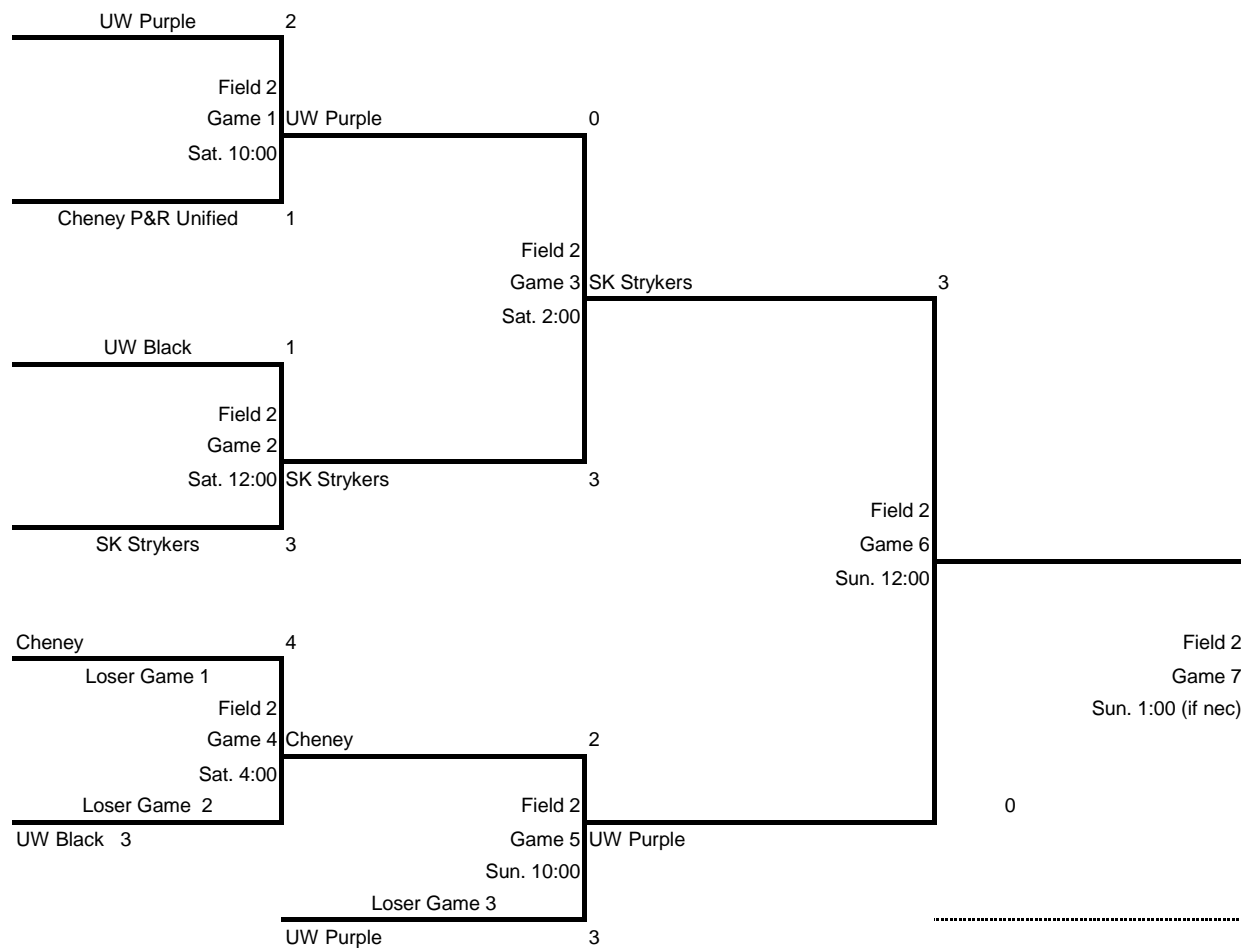 UW Purple 2
Field 2
Game 1 UW Purple 0
Sat. 10:00
Cheney P&R Unified 1
Field 2
Game 3 SK Strykers 3
Sat. 2:00
UW Black 1
Field 2
Game 2
Sat. 12:00 SK Strykers 3
Field 2
SK Strykers 3
Game 6
Sun. 12:00
Cheney 4
Field 2
Loser Game 1
Game 7
Field 2
Sun. 1:00 (if nec)
Game 4 Cheney 2
Sat. 4:00
Loser Game 2
Field 2
0
UW Black 3
Game 5 UW Purple
Sun. 10:00
Loser Game 3
UW Purple 3